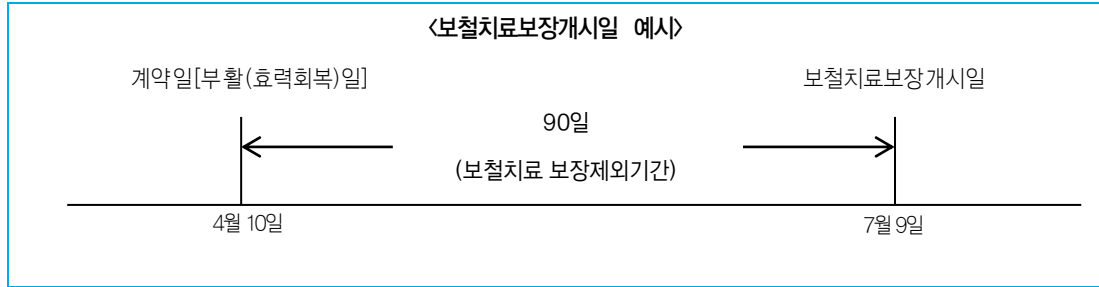 <보철치료보장개시일 예시>
계약일[부활(효력회복)일] 보철치료보장개시일
90일
(보철치료 보장제외기간)
4월 10일 7월 9일